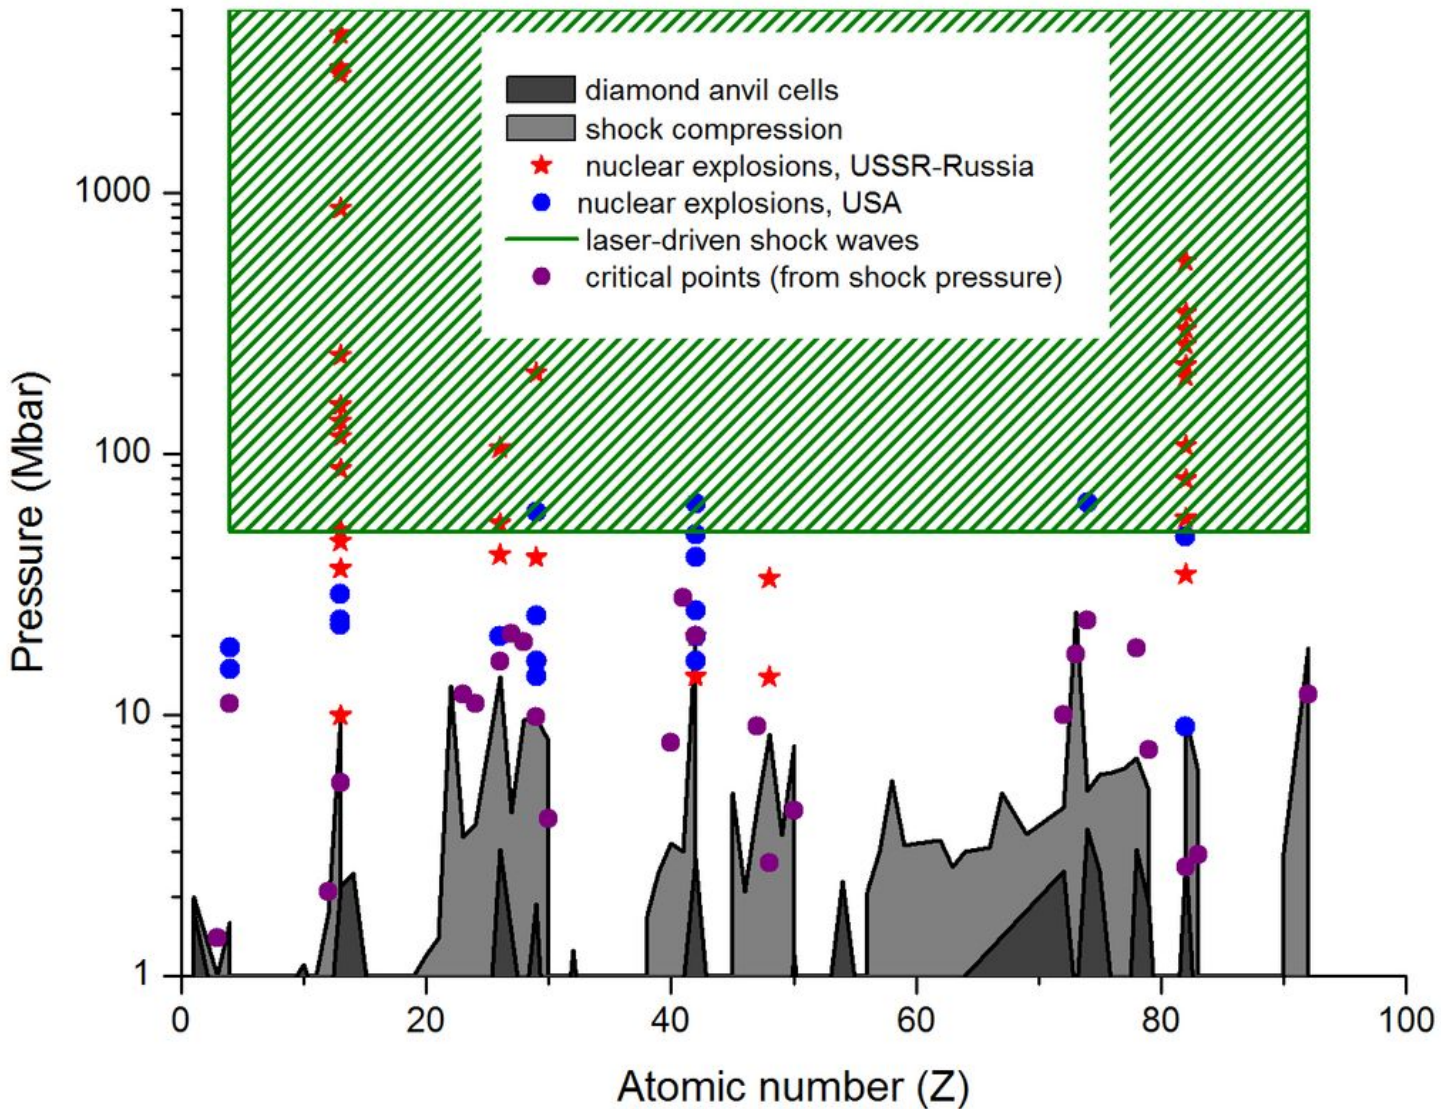 diamond anvil cells
shock compression
nuclear explosions, USSR-Russia
nuclear explosions, USA
laser-driven shock waves
critical points (from shock pressure)
Pressure (Mbar)
1000
100
10
1
0 20 40 60 80 100
Atomic number (Z)